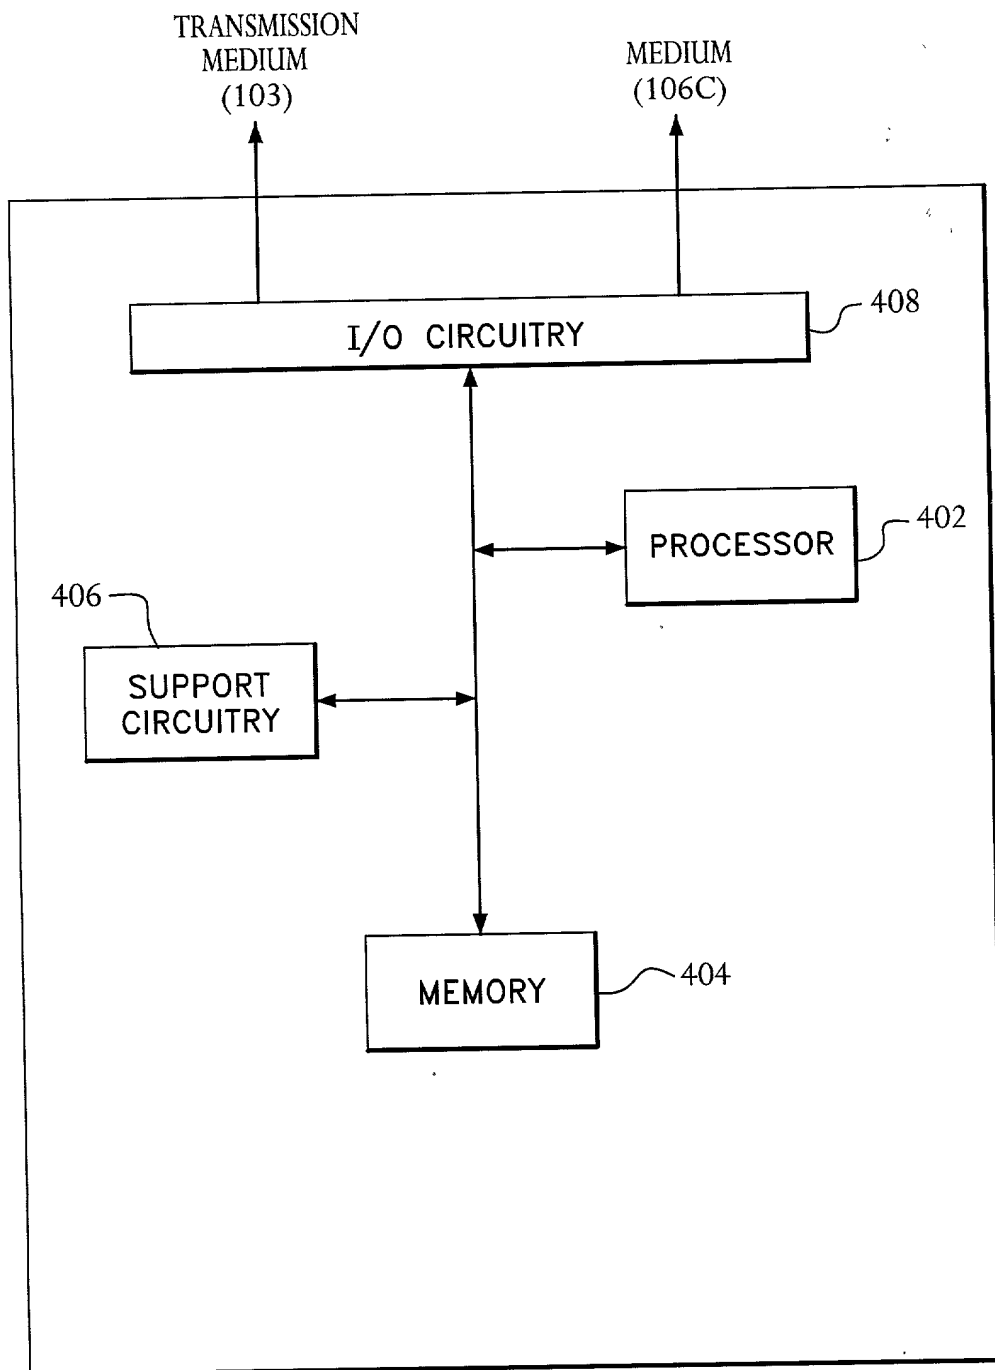 TRANSMISSION
MEDIUM
(103)
MEDIUM
(106C)
I/O CIRCUITRY
408
PROCESSOR
402
406
SUPPORT
CIRCUITRY
MEMORY
404